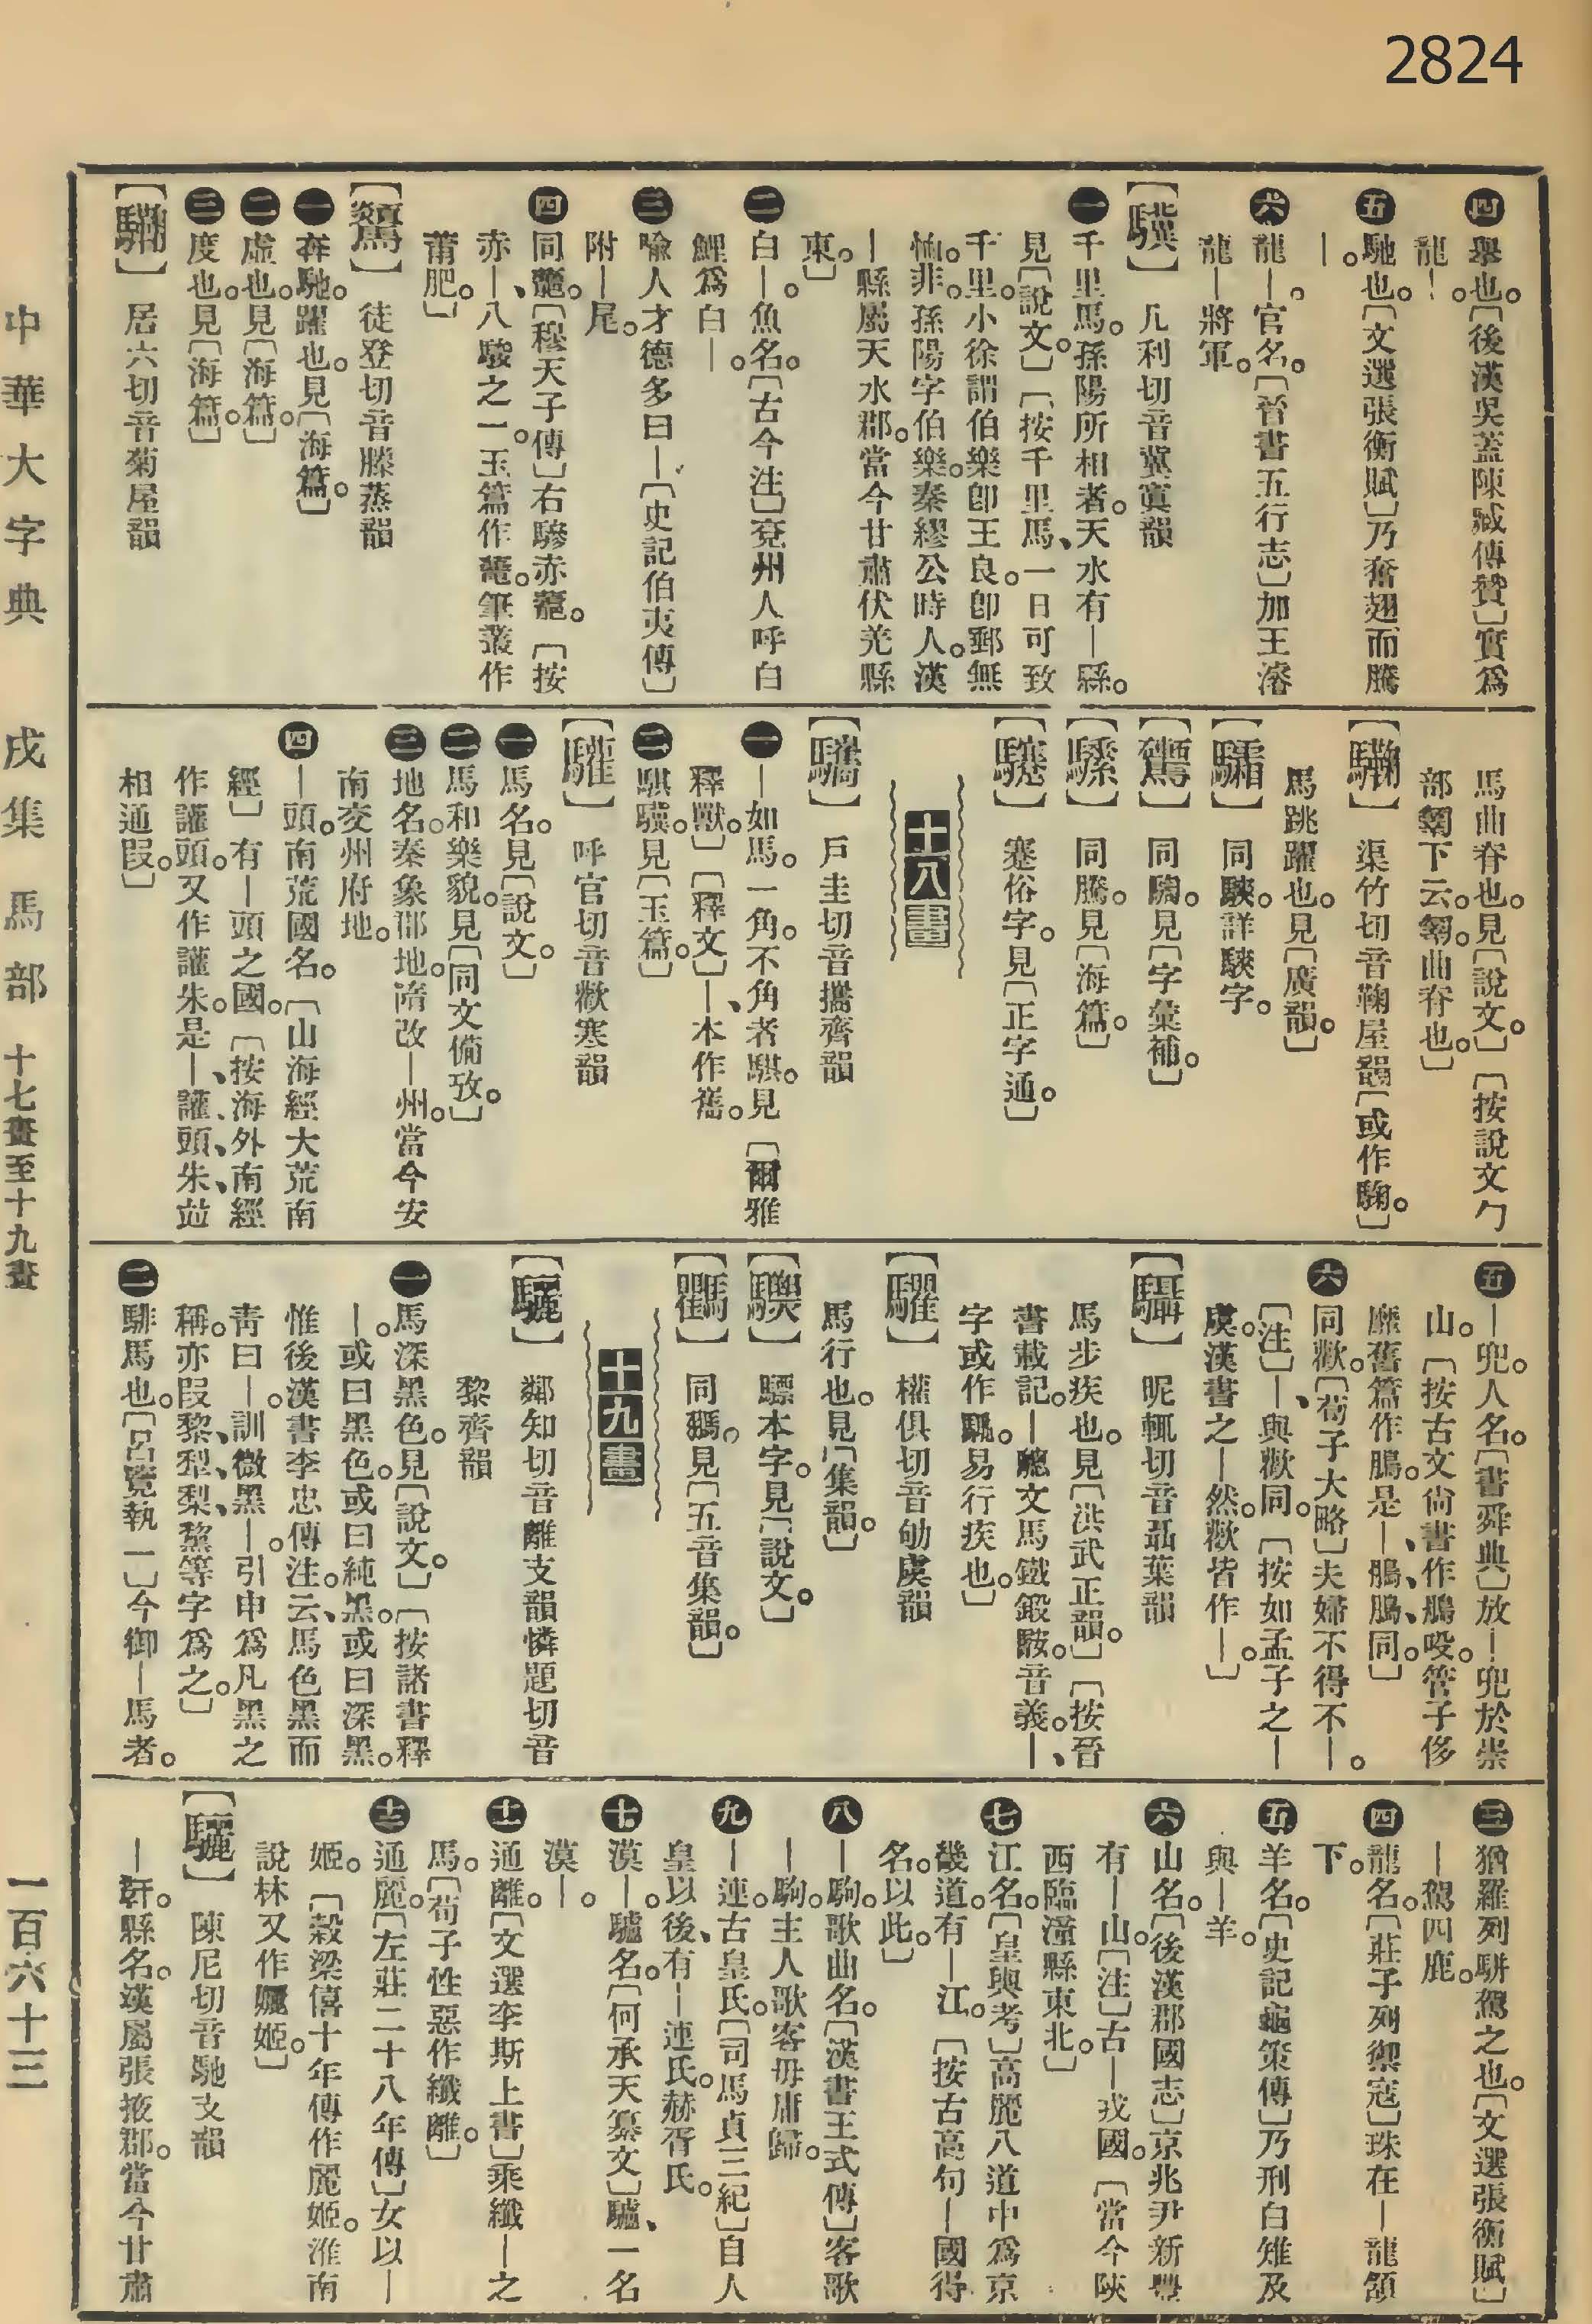 2824
四舉也。〔後漢吳蓋陳臧傳贊〕實爲
龍—。
五馳也。〔文選張衡賦〕乃奮翅而騰
—。
六龍—。官名。〔晉書五行志〕加王濬
龍—將軍。
〔驥〕 几利切音冀寘韻
一千里馬。孫陽所相者。天水有—縣。
見〔說文。〕〔按千里馬、一日可致
千里。小徐謂伯樂卽王良。卽郵無
恤。非。孫陽字伯樂。秦繆公時人。漢
—縣屬天水郡。當今甘肅伏羌縣
東。〕
二白—。魚名。〔古今注〕兗州人呼白
鯉爲白—。
三喩人才德多曰—〔史記伯夷傳〕
附—尾。
四同䮾。〔穆天子傳〕右驂赤䮾。〔按
赤—、八駿之一。玉篇作。筆叢作
莆肥。〕
〔驡〕 徒登切音滕蒸韻
一奔馳。躍也。見〔海篇。〕
二虛也。見〔海篇。〕
三度也。見〔海篇。〕
〔驧〕 居六切音菊屋韻
馬曲脊也。見〔說文。〕〔按說文勹
部下云。曲脊也。〕
〔驧〕 渠竹切音鞠屋韻〔或作䮗。〕
馬跳躍也。見〔廣韻。〕
同詳字。
同騊。見〔字彙補。〕
同騰。見〔海篇。〕
蹇俗字。見〔正字通。〕
十八畫
〔驨〕 戶圭切音攜齊韻
一—如馬。一角。不角者騏。見〔爾雅
釋獸。〕〔釋文〕—、本作巂。
二騏驥。見〔玉篇。〕
〔驩〕 呼官切音歡寒韻
一馬名。見〔說文。〕
二馬和樂貌。見〔同文備攷。〕
三地名。秦象郡地。隋改—州。當今安
南交州府地。
四—頭。南荒國名。〔山海經大荒南
經〕有—頭之國。〔按海外南經
作讙頭。又作讙朱。是—、讙、頭、朱、竝
相通叚。〕
五—兜。人名。〔書舜典〕放—兜於崇
山。〔按古文尙書作鴅吺。管子侈
靡舊篇作鵬。是—、鴅、鵬、同。〕
六同歡。〔荀子大略〕夫婦不得不—。
〔注〕—、與歡同。〔按如孟子之—
虞。漢書之—然。歡皆作—。〕
〔𩧐〕 昵輒切音聶葉韻
馬步疾也。見〔洪武正韻。〕〔按晉
書載記。—驄文馬鐵鍛鞍。音義。—、
字或作。易行疾也。〕
〔𩧘〕 權俱切音劬虞韻
馬行也。見〔集韻。〕
驃本字。見〔說文。〕
同。見〔五音集韻。〕
十九畫
〔驪〕 鄰知切音離支韻憐題切音
黎齊韻
一馬深黑色。見〔說文。〕〔按諸書釋
—。或曰黑色。或曰純黑。或曰深黑。
惟後漢書李忠傳注。云、馬色黑而
靑曰—。訓微黑—。引申爲凡黑之
稱。亦叚黎、犁、梨、黧等字爲之。〕
二騑馬也。〔呂覽執一〕今御—馬者。
三猶羅列駢駕之也。〔文選張衡賦〕
—駕四鹿。
四龍名。〔莊子列禦寇〕珠在—龍頷
下。
五羊名。〔史記龜策傳〕乃刑白雉及
與—羊。
六山名。〔後漢郡國志〕京兆尹新豐
有—山。〔注〕古—戎國。〔當今陝
西臨潼縣東北。〕
七江名。〔皇輿考〕高麗八道中爲京
畿道。有—江。〔按古高句—國得
名。以此。〕
八—駒。歌曲名。〔漢書王式傳〕客歌
—駒。主人歌客毋庸歸。
九—連。古皇氏。〔司馬貞三紀〕自人
皇以後、有—連氏。赫胥氏。
十漠—。驢名。〔何承天纂文〕驢、一名
漠—。
十一通離。〔文選李斯上書〕乘纖—之
馬。〔荀子性惡作纖離。〕
十二通麗。〔左莊二十八年傳〕女以—
姬。〔穀梁僖十年傳作麗姬。淮南
說林又作孋姬。〕
〔驪〕 陳尼切音馳支韻
—靬。縣名。漢屬張掖郡。當今甘肅
中華大字典 戌集 馬部 十七畫至十九畫 一百六十三